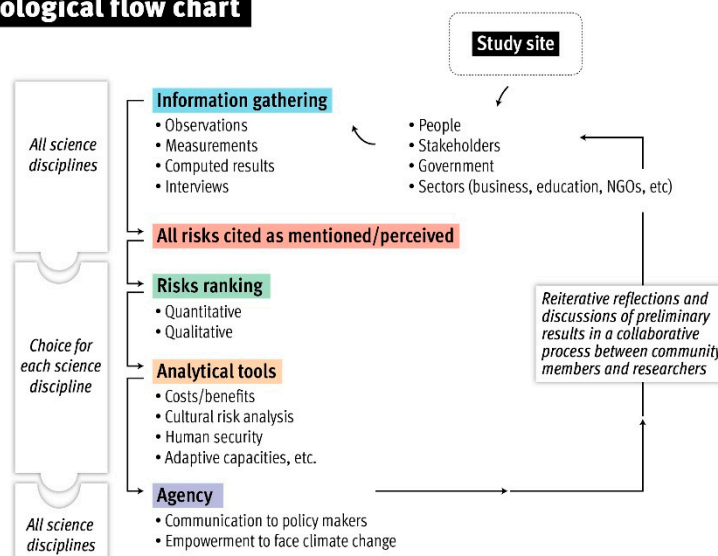 ological flow chart
Study site
All science
disciplines
Information gathering
• Observations
• Measurements
• Computed results
• Interviews
• People
• Stakeholders
• Government
• Sectors (business, education, NGOs, etc)
All risks cited as mentioned/perceived
Choice for
each science
discipline
Risks ranking
• Quantitative
• Qualitative
Analytical tools
• Costs/benefits
• Cultural risk analysis
• Human security
• Adaptive capacities, etc.
Reiterative reflections and
discussions of preliminary
results in a collaborative
process between community
members and researchers
All science
disciplines
Agency
• Communication to policy makers
• Empowerment to face climate change